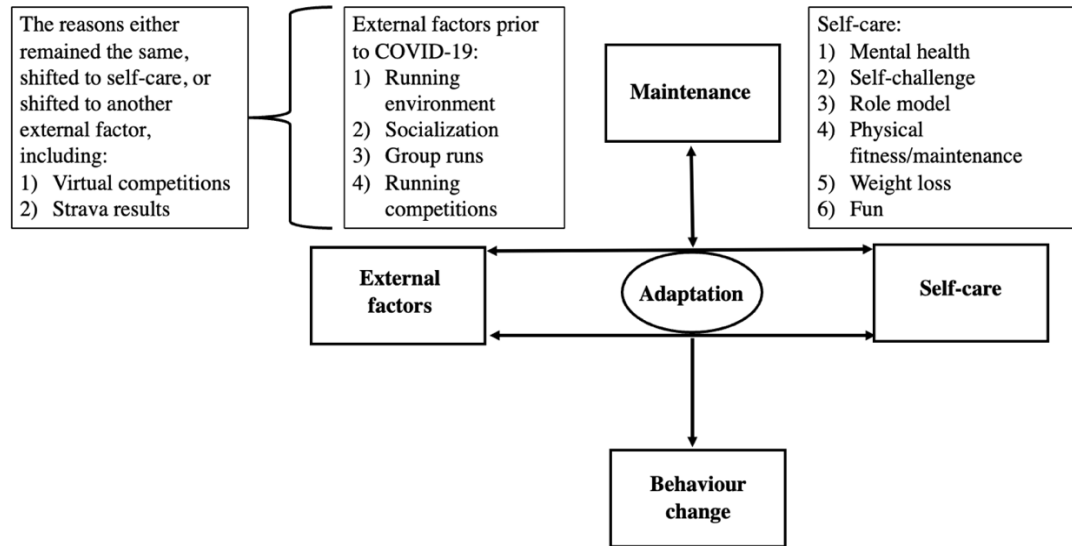 The reasons either
remained the same,
shifted to self-care, or
shifted to another
external factor,
including:
1) Virtual competitions
2) Strava results
External factors prior
to COVID-19:
1) Running
environment
2) Socialization
3) Group runs
4) Running
competitions
Maintenance
Self-care:
1) Mental health
2) Self-challenge
3) Role model
4) Physical
fitness/maintenance
5) Weight loss
6) Fun
External
factors
Adaptation
Self-care
Behaviour
change